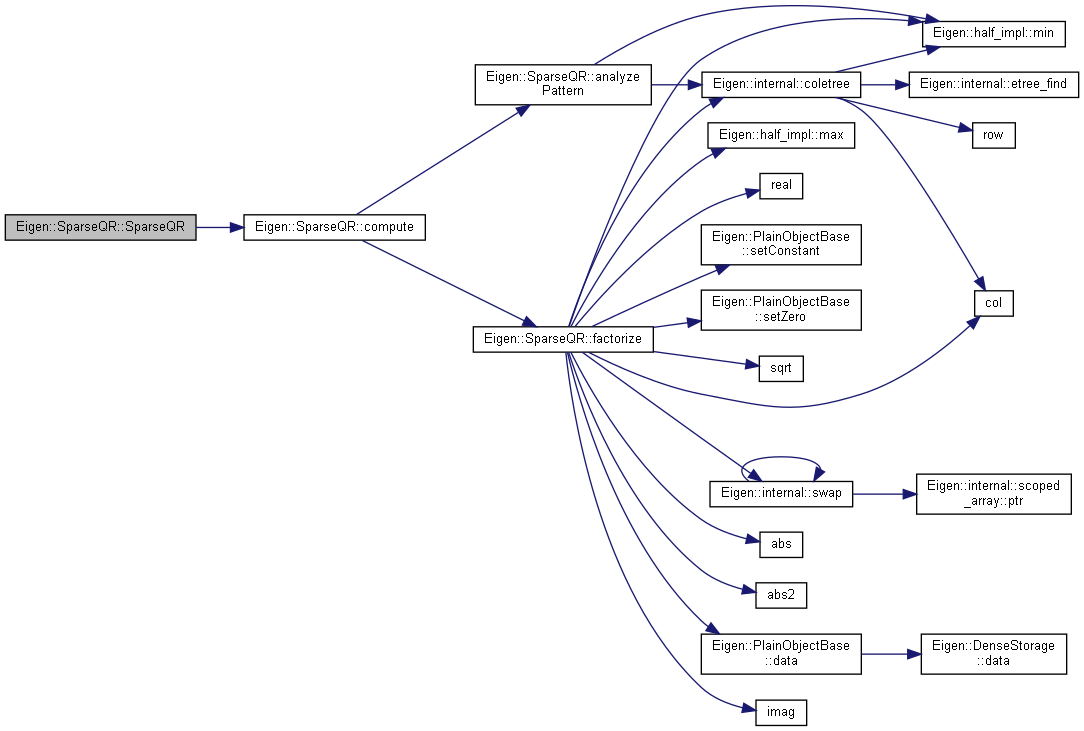 Eigen::SparseQR::SparseQR
Eigen::SparseQR::compute
Eigen::SparseQR::analyze
Pattern
Eigen::SparseQR::factorize
Eigen::half_impl::min
Eigen::internal::coletree
Eigen::internal::etree_find
Eigen::half_impl::max
row
real
Eigen::PlainObjectBase
::setConstant
Eigen::PlainObjectBase
::setZero
col
sqrt
Eigen::internal::swap
Eigen::internal::scoped
_array::ptr
abs
abs2
Eigen::PlainObjectBase
::data
Eigen::DenseStorage
::data
imag